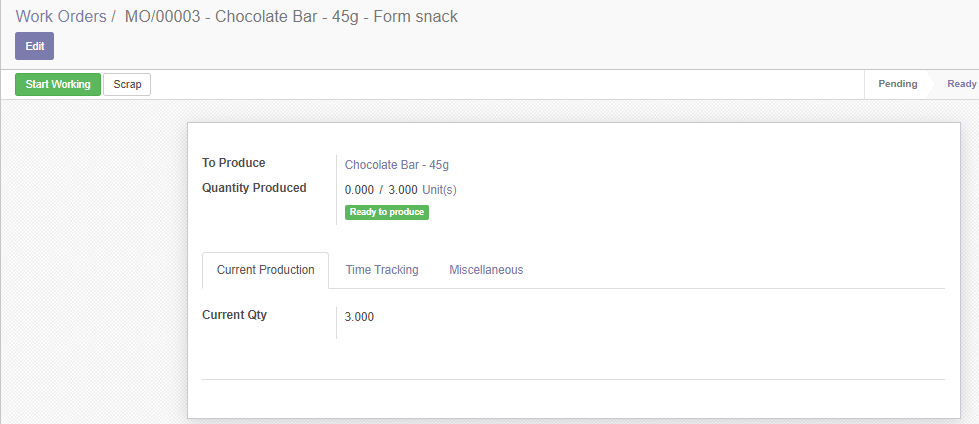 Work Orders / MO/00003 - Chocolate Bar - 45g - Form snack
Edit
Start Working Scrap Pending Ready
To Produce Chocolate Bar - 45g
Quantity Produced 0.000 / 3.000 Unit(s)
Ready to produce
Current Production Time Tracking Miscellaneous
Current Qty 3.000